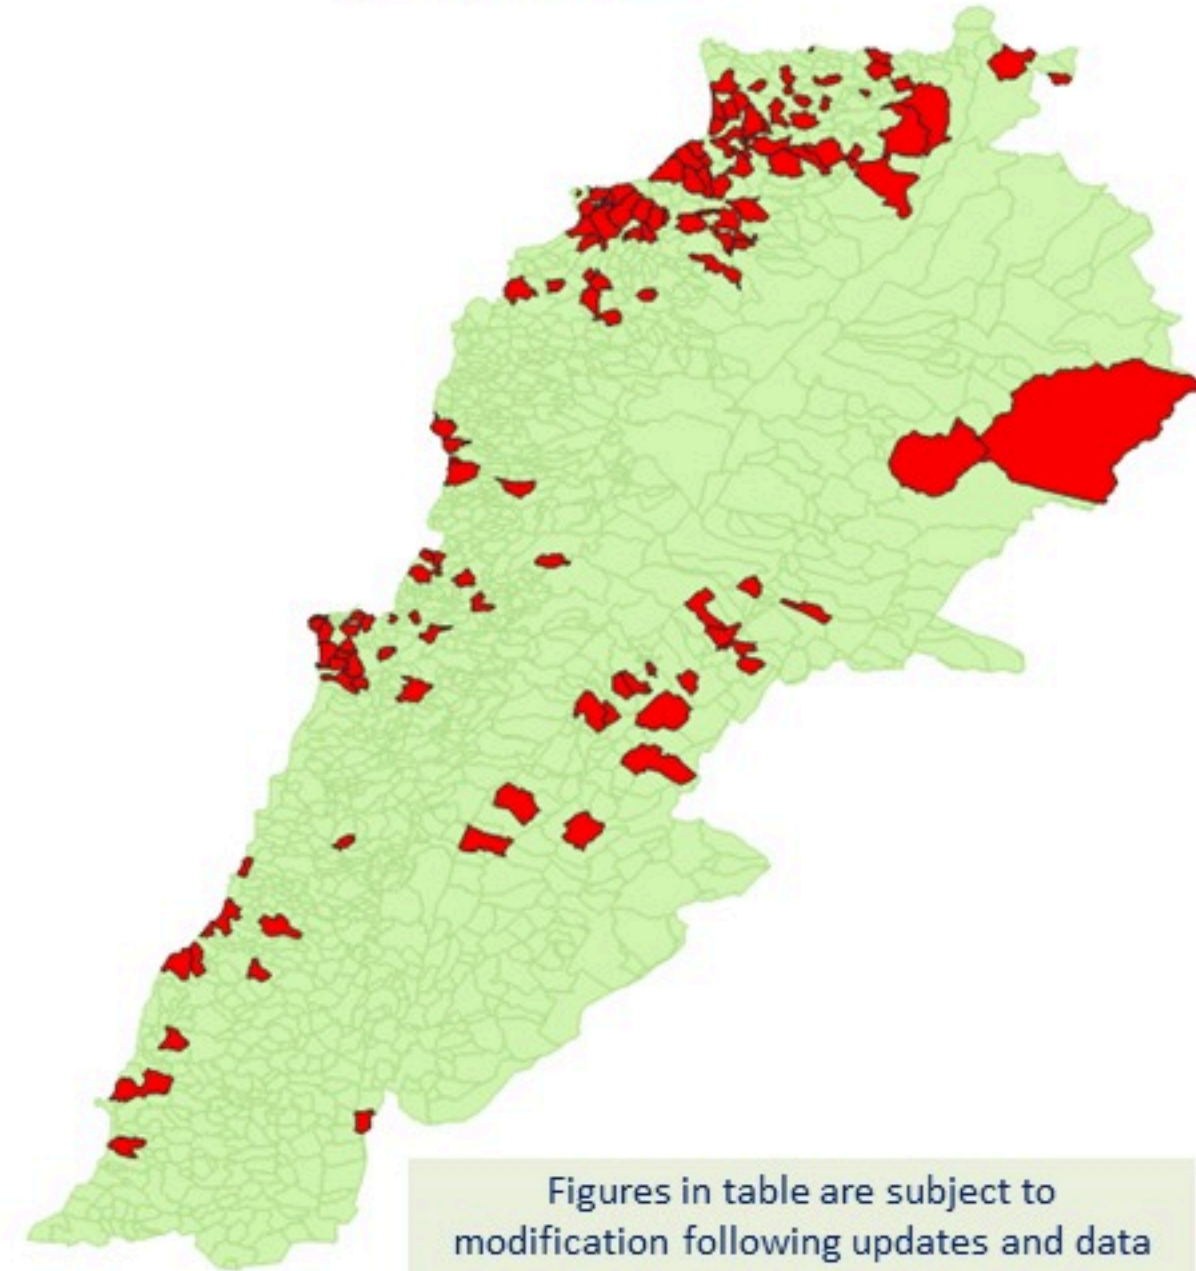 Figures in table are subject to
modification following updates and data